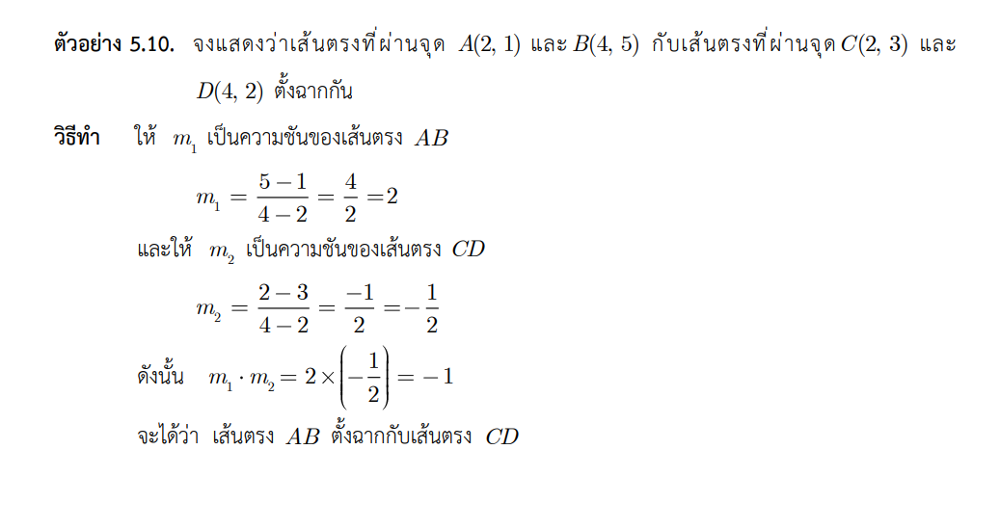 ตัวอย่าง 5.10. จงแสดงว่าเส้นตรงที่ผ่านจุด A(2, 1) และ B(4, 5) กับเส้นตรงที่ผ่านจุด C(2, 3) และ
D(4, 2) ตั้งฉากกัน
วิธีทำ ให้ m₁ เป็นความชันของเส้นตรง AB
m₁ = \frac{5 − 1}{4 − 2} = \frac{4}{2} = 2
และให้ m₂ เป็นความชันของเส้นตรง CD
m₂ = \frac{2 − 3}{4 − 2} = \frac{−1}{2} = −\frac{1}{2}
ดังนั้น m₁ · m₂ = 2 × (−\frac{1}{2}) = −1
จะได้ว่า เส้นตรง AB ตั้งฉากกับเส้นตรง CD